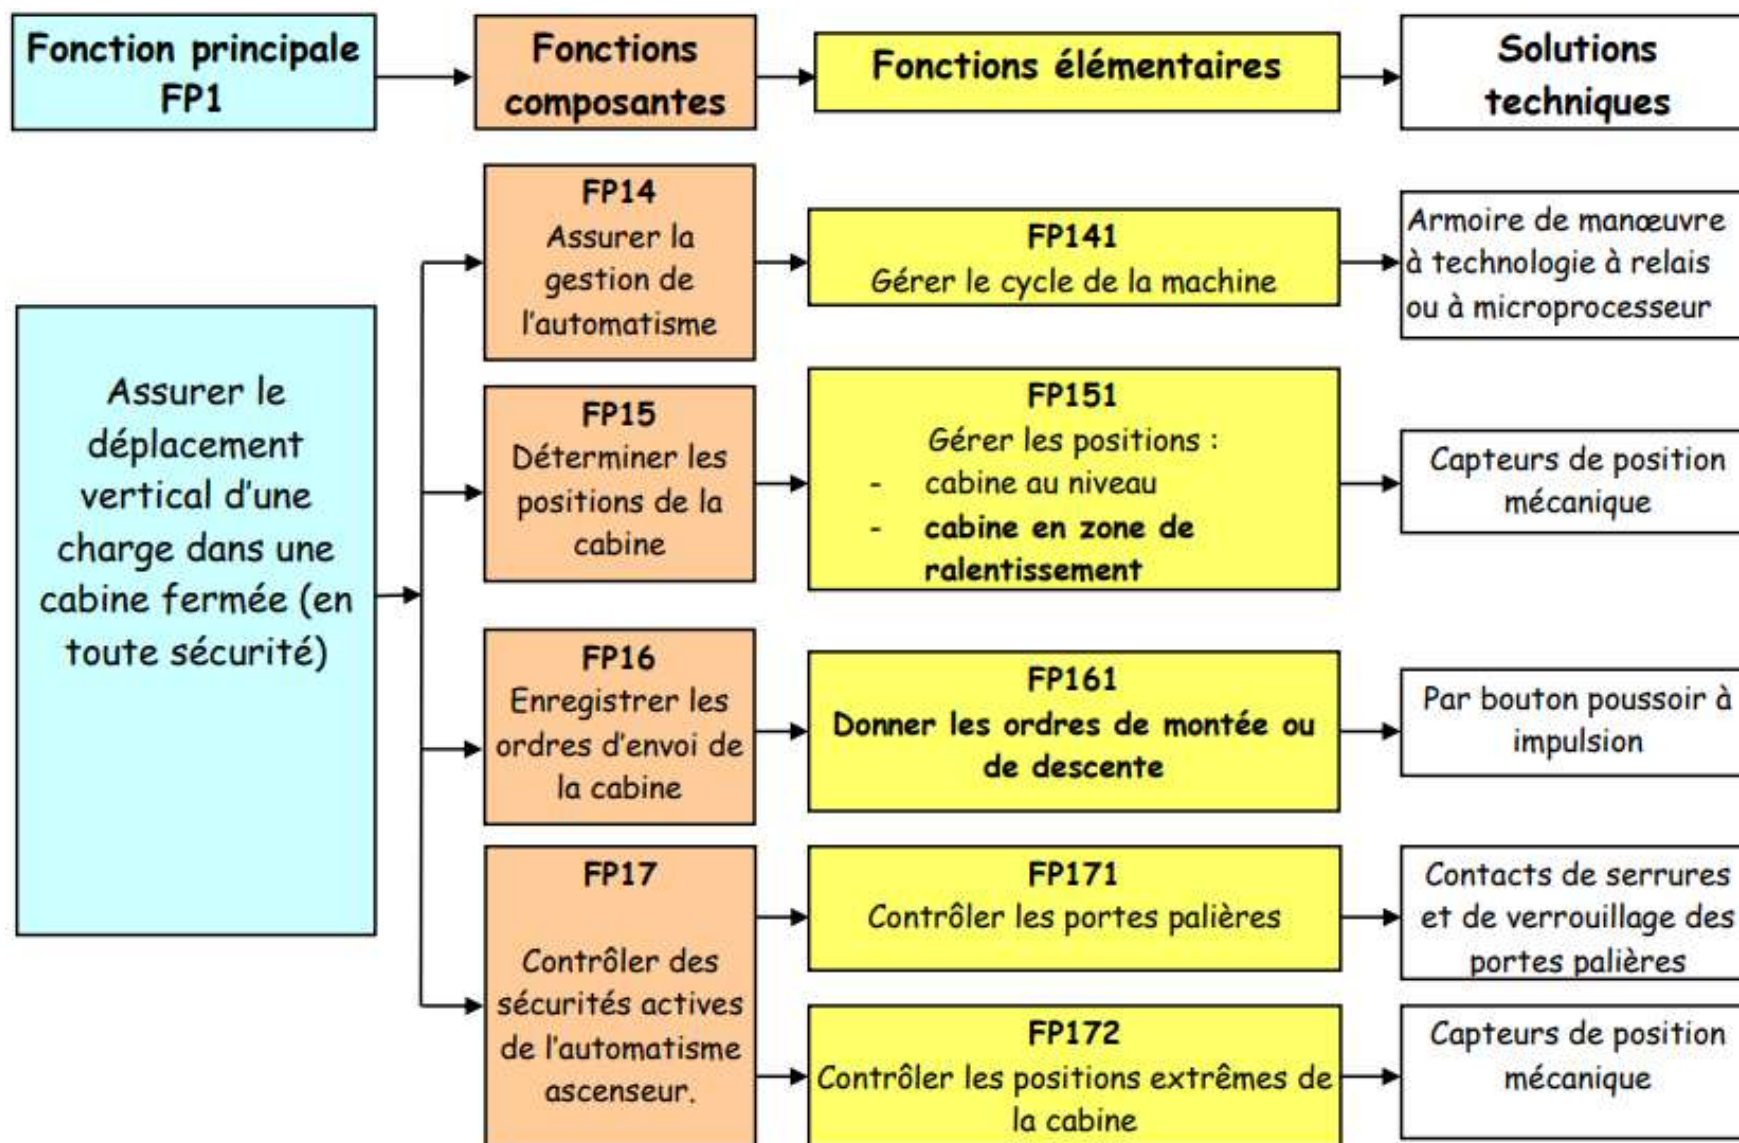 Fonction principale
FP1
Fonctions
composantes
Fonctions élémentaires
Solutions
techniques
Assurer le
déplacement
vertical d'une
charge dans une
cabine fermée (en
toute sécurité)
FP14
Assurer la
gestion de
l'automatisme
FP141
Gérer le cycle de la machine
Armoire de manœuvre
à technologie à relais
ou à microprocesseur
FP15
Déterminer les
positions de la
cabine
FP151
Gérer les positions :
- cabine au niveau
- cabine en zone de
ralentissement
Capteurs de position
mécanique
FP16
Enregistrer les
ordres d'envoi de
la cabine
FP161
Donner les ordres de montée ou
de descente
Par bouton poussoir à
impulsion
FP17
Contrôler des
sécurités actives
de l'automatisme
ascenseur.
FP171
Contrôler les portes palières
Contacts de serrures
et de verrouillage des
portes palières
FP172
Contrôler les positions extrêmes de
la cabine
Capteurs de position
mécanique